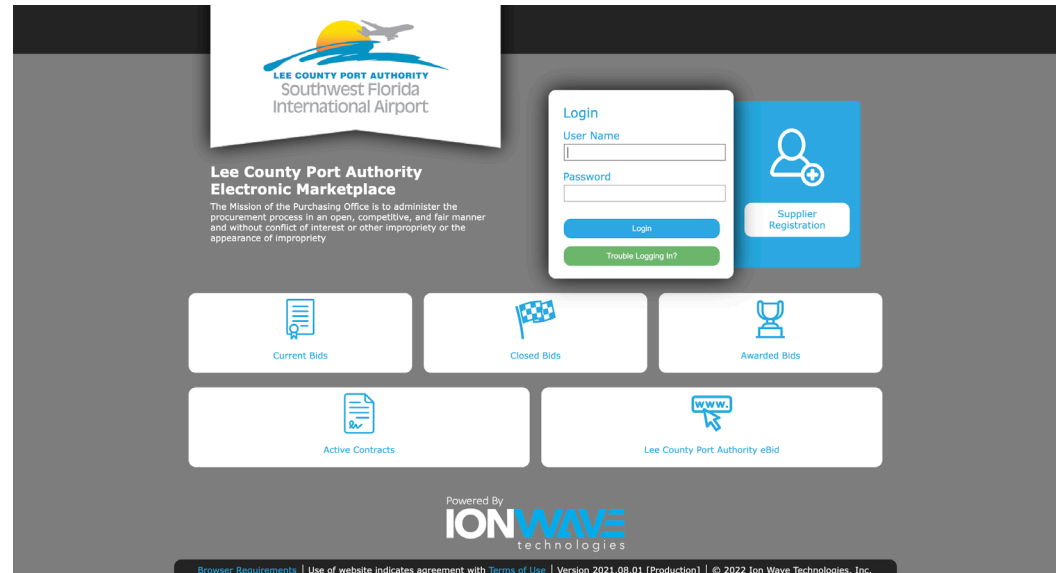 LEE COUNTY PORT AUTHORITY
Southwest Florida
International Airport
Lee County Port Authority
Electronic Marketplace
The Mission of the Purchasing Office is to administer the
procurement process in an open, competitive, and fair manner
and without conflict of interest or other impropriety or the
appearance of impropriety
Login
User Name
Password
Login
Trouble Logging In?
Supplier
Registration
Current Bids
Closed Bids
Awarded Bids
Active Contracts
www.
Lee County Port Authority eBid
Powered By
IONWAVE
technologies
Browser Requirements | Use of website indicates agreement with Terms of Use | Version 2021.08.01 [Production] | © 2022 Ion Wave Technologies, Inc.